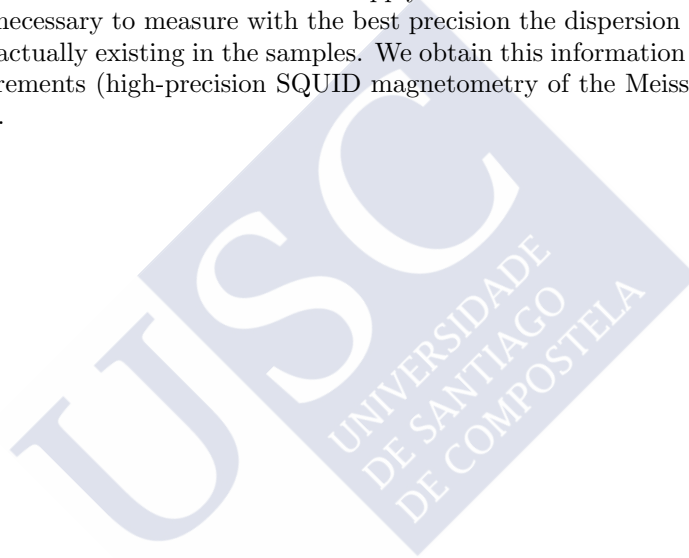 necessary to measure with the best precision the dispersion
actually existing in the samples. We obtain this information
rements (high-precision SQUID magnetometry of the Meiss
.
USC
UNIVERSIDADE
DE SANTIAGO
DE COMPOSTELA